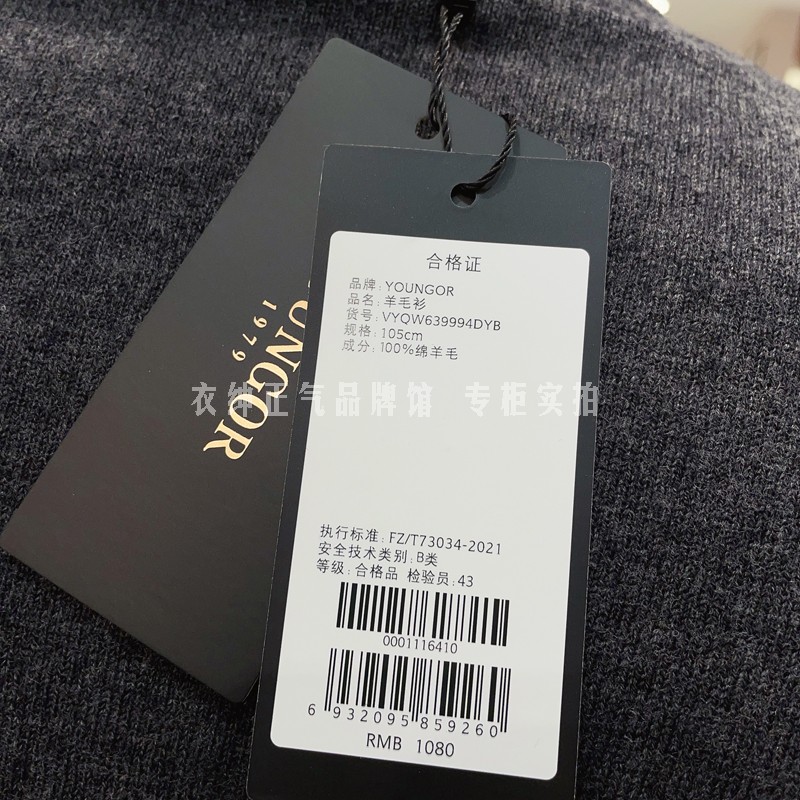 合格证
品牌: YOUNGOR
品名: 羊毛衫
货号: VYQW639994DYB
规格: 105cm
成分: 100%绵羊毛
衣绅正气品牌馆 专柜实拍
UNGOR
1979
执行标准: FZ/T73034-2021
安全技术类别: B类
等级: 合格品 检验员: 43
0001116410
6 932095 859260
RMB 1080